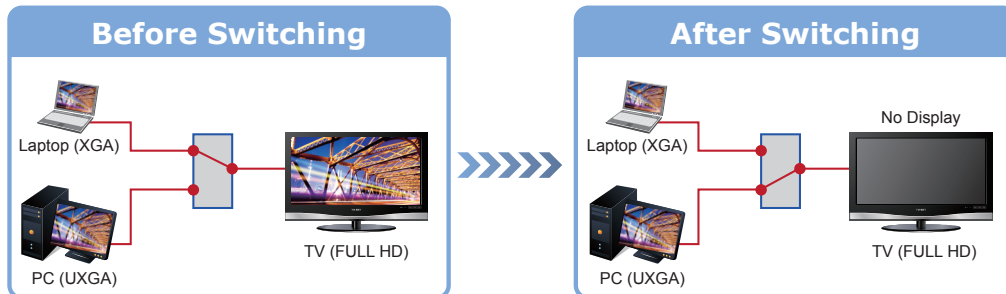 Before Switching
Laptop (XGA)
PC (UXGA)
TV (FULL HD)
After Switching
Laptop (XGA)
PC (UXGA)
No Display
TV (FULL HD)